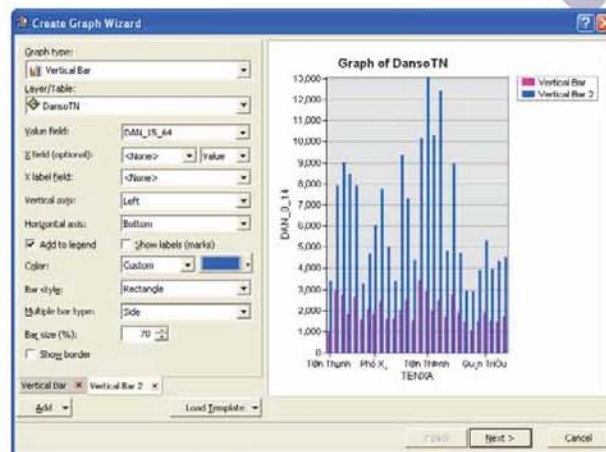 Create Graph Wizard
Graph type:
Vertical Bar
Layer/Table:
DansoTN
Value field:
DAN_15_64
X field (optional):
<None>
Value
X label field:
<None>
Vertical axis:
Left
Horizontal axis:
Bottom
Add to legend
Show labels (marks)
Color:
Custom
Bar style:
Rectangle
Multiple bar type:
Side
Bar size (%):
70
Show border
Vertical Bar
Vertical Bar 2
Add
Load Template
Graph of DansoTN
Vertical Bar
Vertical Bar 2
13,000
12,000
11,000
10,000
9,000
8,000
7,000
6,000
5,000
4,000
3,000
2,000
1,000
0
DAN_0_14
TENXA
Next >
Cancel